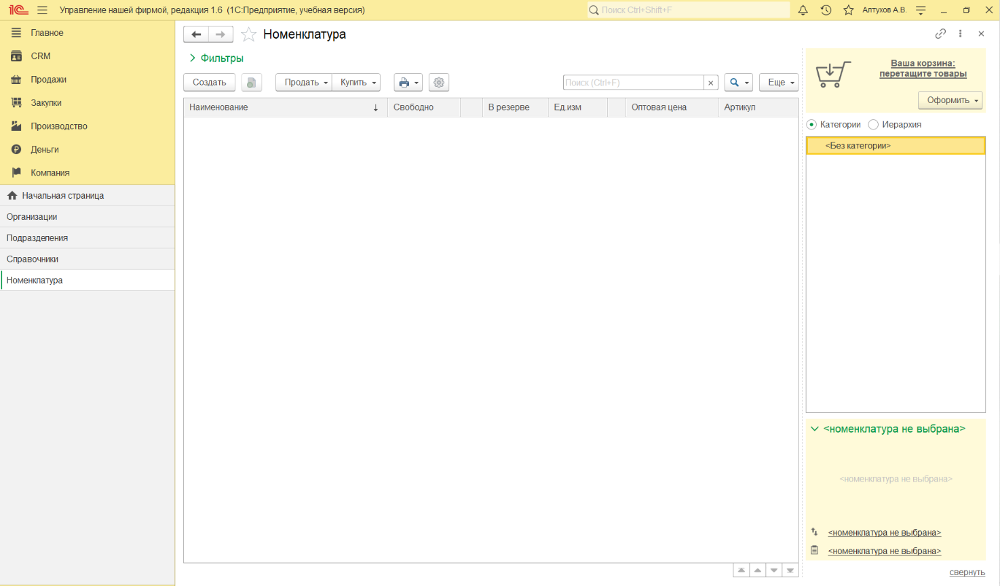 1С Управление нашей фирмой, редакция 1.6 (1С:Предприятие, учебная версия) Поиск Ctrl+Shift+F Алтухов А.В.
Главное
CRM
Продажи
Закупки
Производство
Деньги
Компания
Начальная страница
Организации
Подразделения
Справочники
Номенклатура
Номенклатура
Фильтры
Создать Продать Купить Поиск (Ctrl+F) × Еще
Наименование ↓ Свободно В резерве Ед.изм Оптовая цена Артикул
Ваша корзина:
перетащите товары
Оформить
Категории Иерархия
<Без категории>
<номенклатура не выбрана>
<номенклатура не выбрана>
<номенклатура не выбрана>
<номенклатура не выбрана>
свернуть